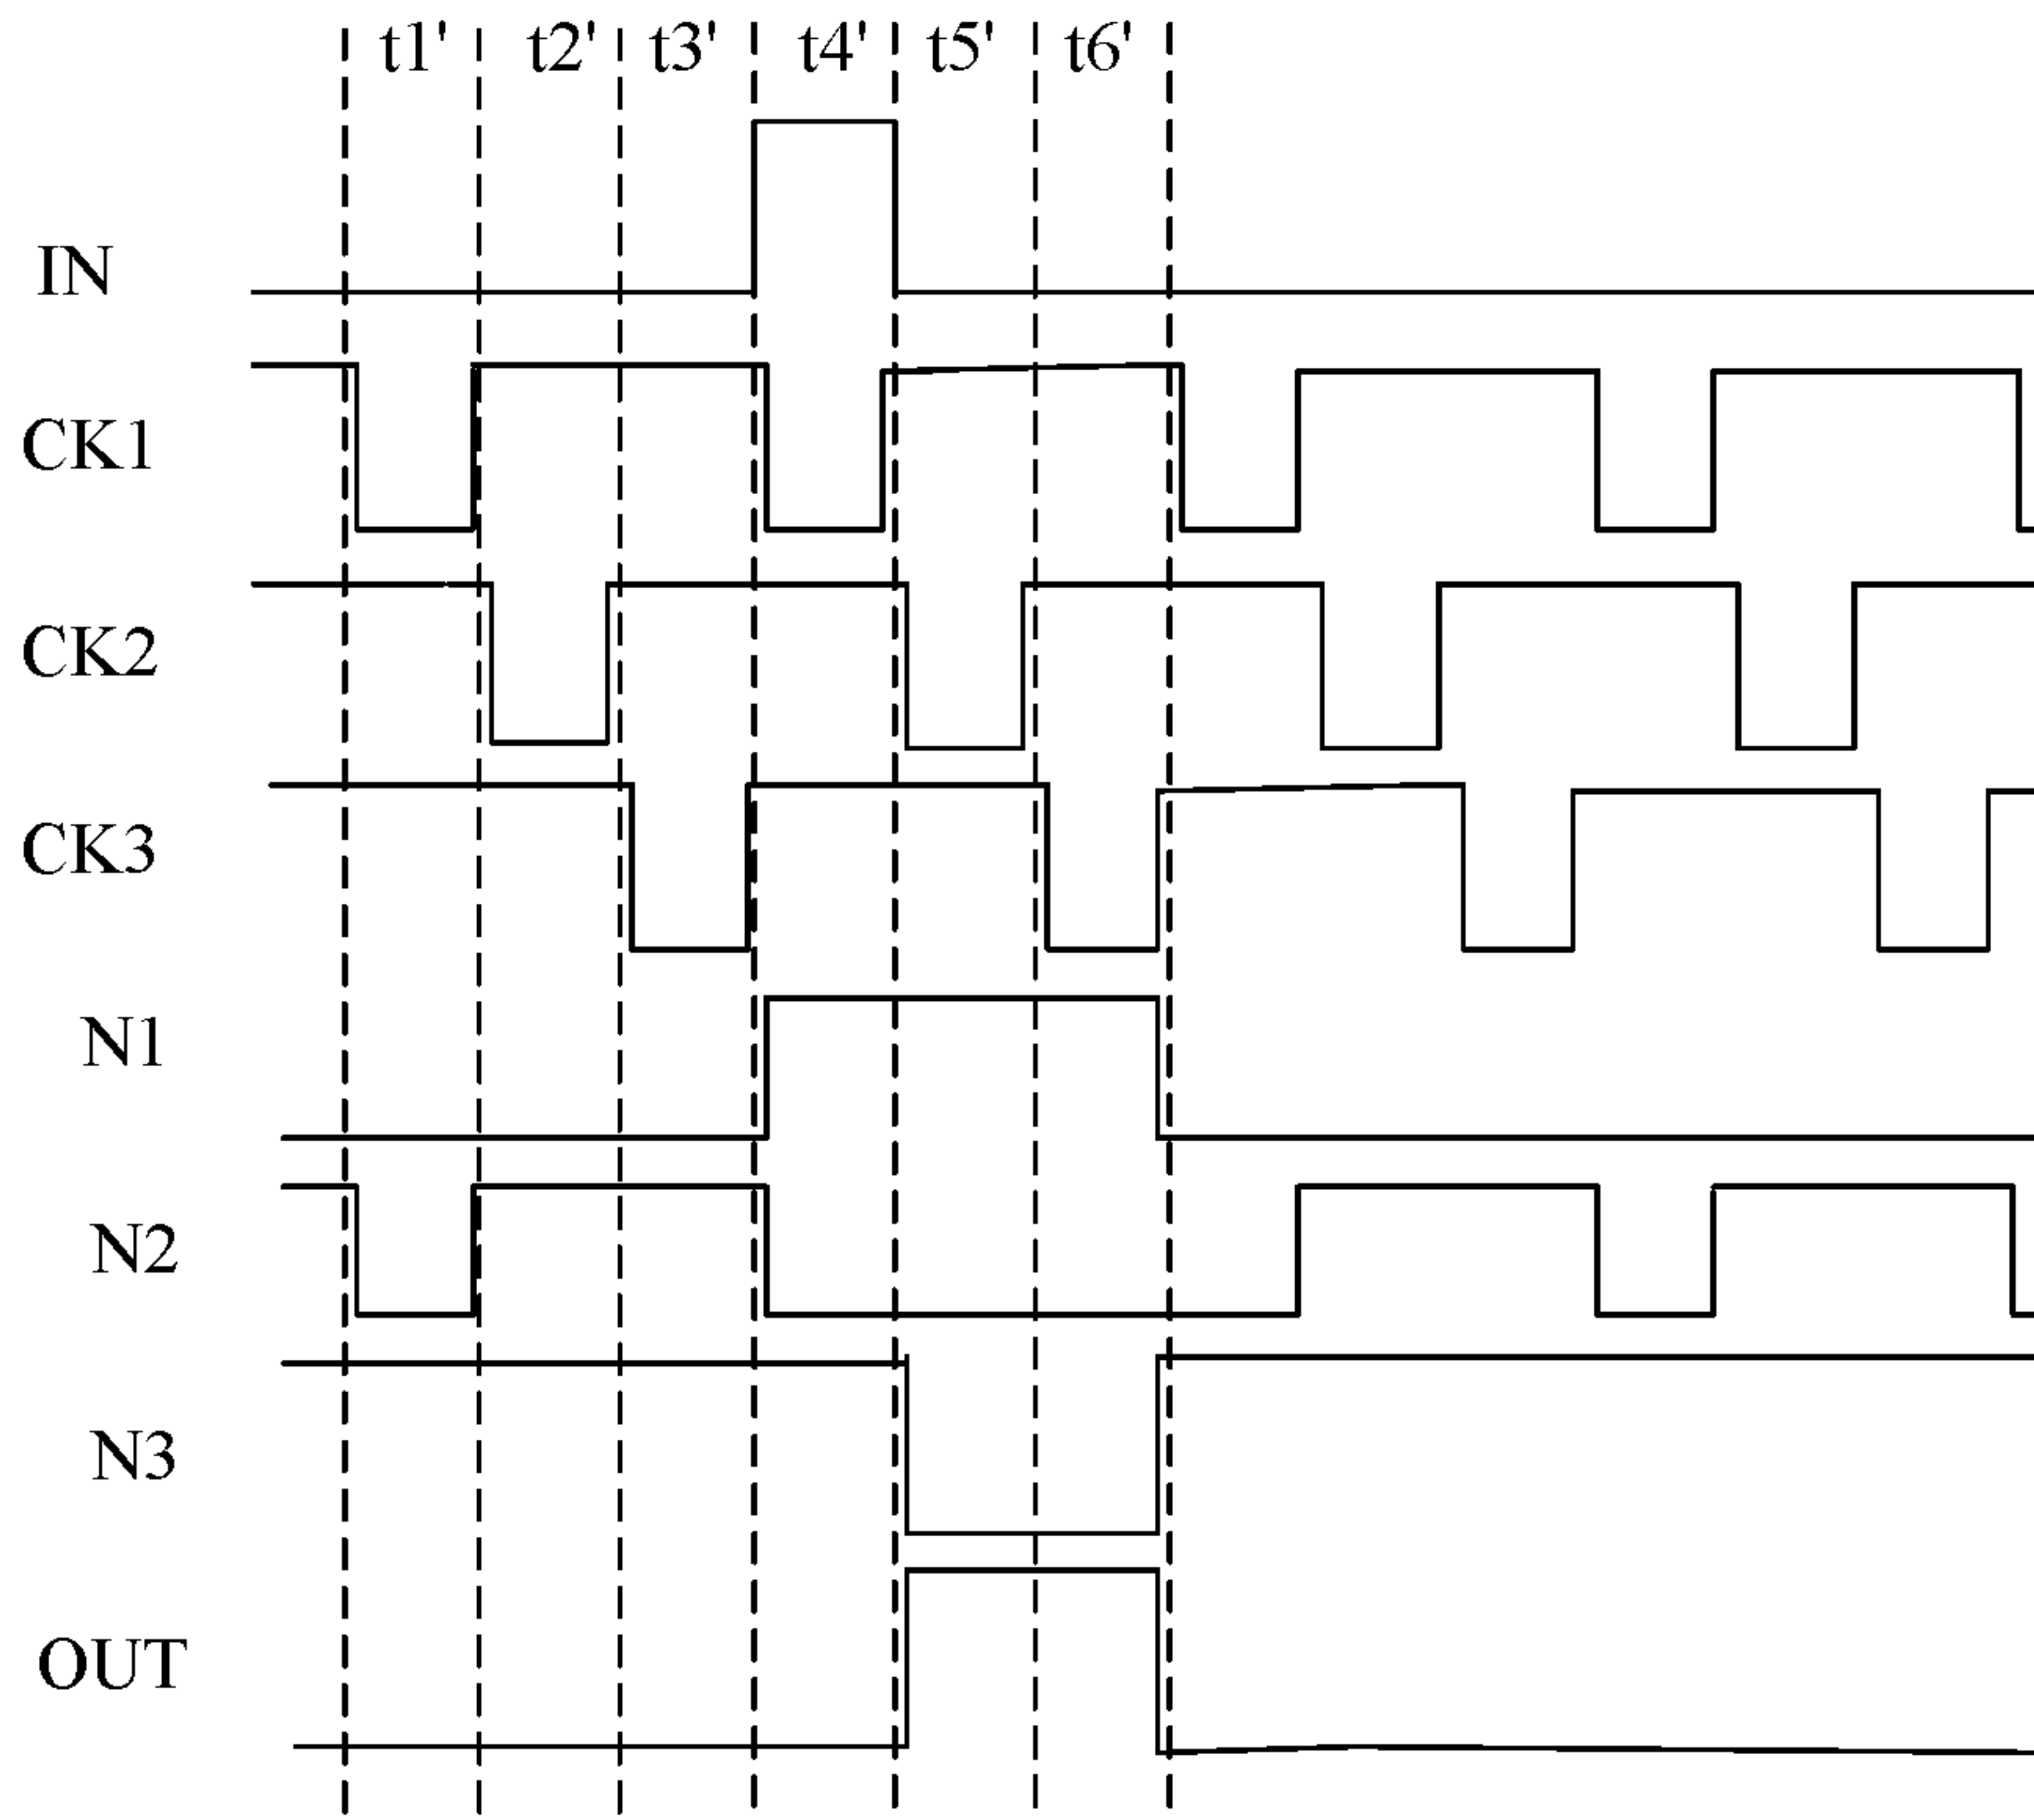 t1' t2' t3' t4' t5' t6'
IN
CK1
CK2
CK3
N1
N2
N3
OUT